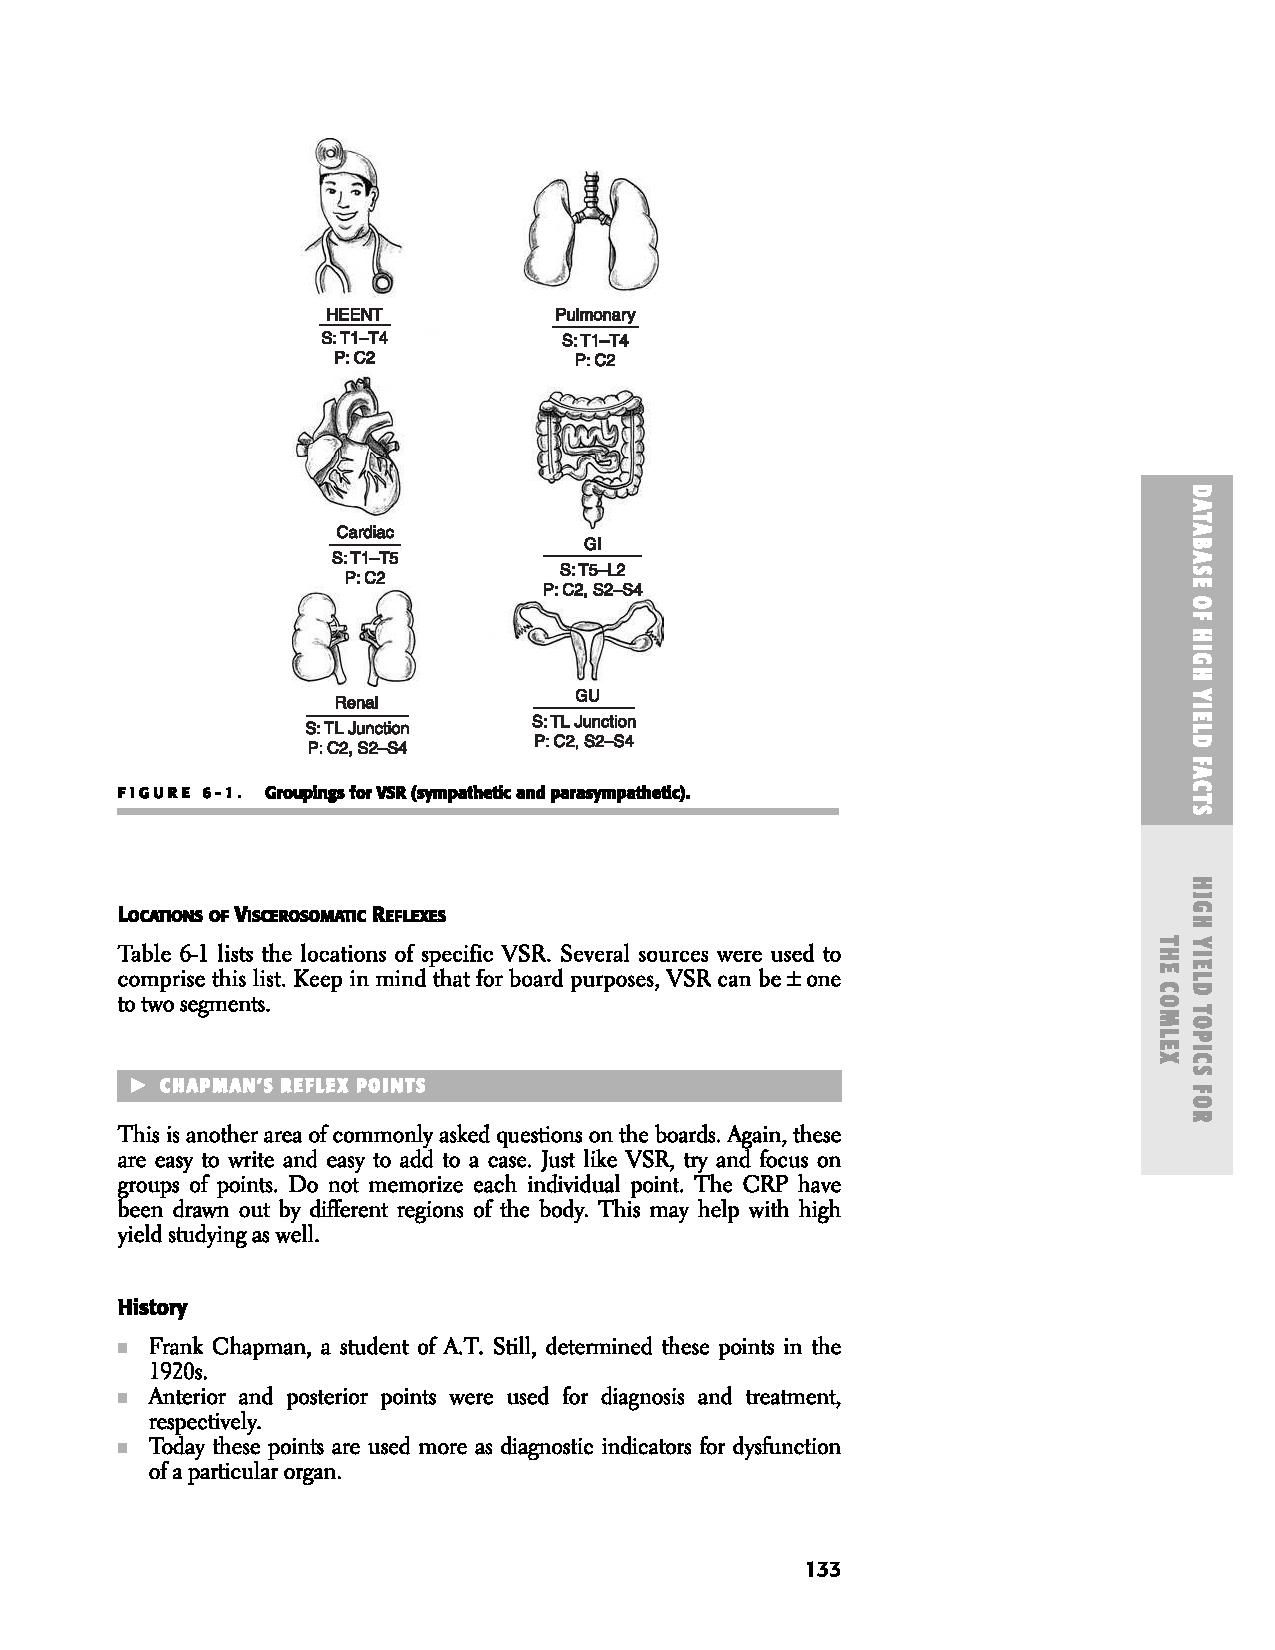 HEENT
S: T1–T4
P: C2
Pulmonary
S: T1–T4
P: C2
Cardiac
S: T1–T5
P: C2
GI
S: T5–L2
P: C2, S2–S4
Renal
S: TL Junction
P: C2, S2–S4
GU
S: TL Junction
P: C2, S2–S4
FIGURE 6-1. Groupings for VSR (sympathetic and parasympathetic).
LOCATIONS OF VISCEROSOMATIC REFLEXES
Table 6-1 lists the locations of specific VSR. Several sources were used to
comprise this list. Keep in mind that for board purposes, VSR can be ± one
to two segments.
► CHAPMAN'S REFLEX POINTS
This is another area of commonly asked questions on the boards. Again, these
are easy to write and easy to add to a case. Just like VSR, try and focus on
groups of points. Do not memorize each individual point. The CRP have
been drawn out by different regions of the body. This may help with high
yield studying as well.
History
■ Frank Chapman, a student of A.T. Still, determined these points in the
1920s.
■ Anterior and posterior points were used for diagnosis and treatment,
respectively.
■ Today these points are used more as diagnostic indicators for dysfunction
of a particular organ.
133
DATABASE OF HIGH YIELD FACTS
HIGH YIELD TOPICS FOR
THE COMLEX